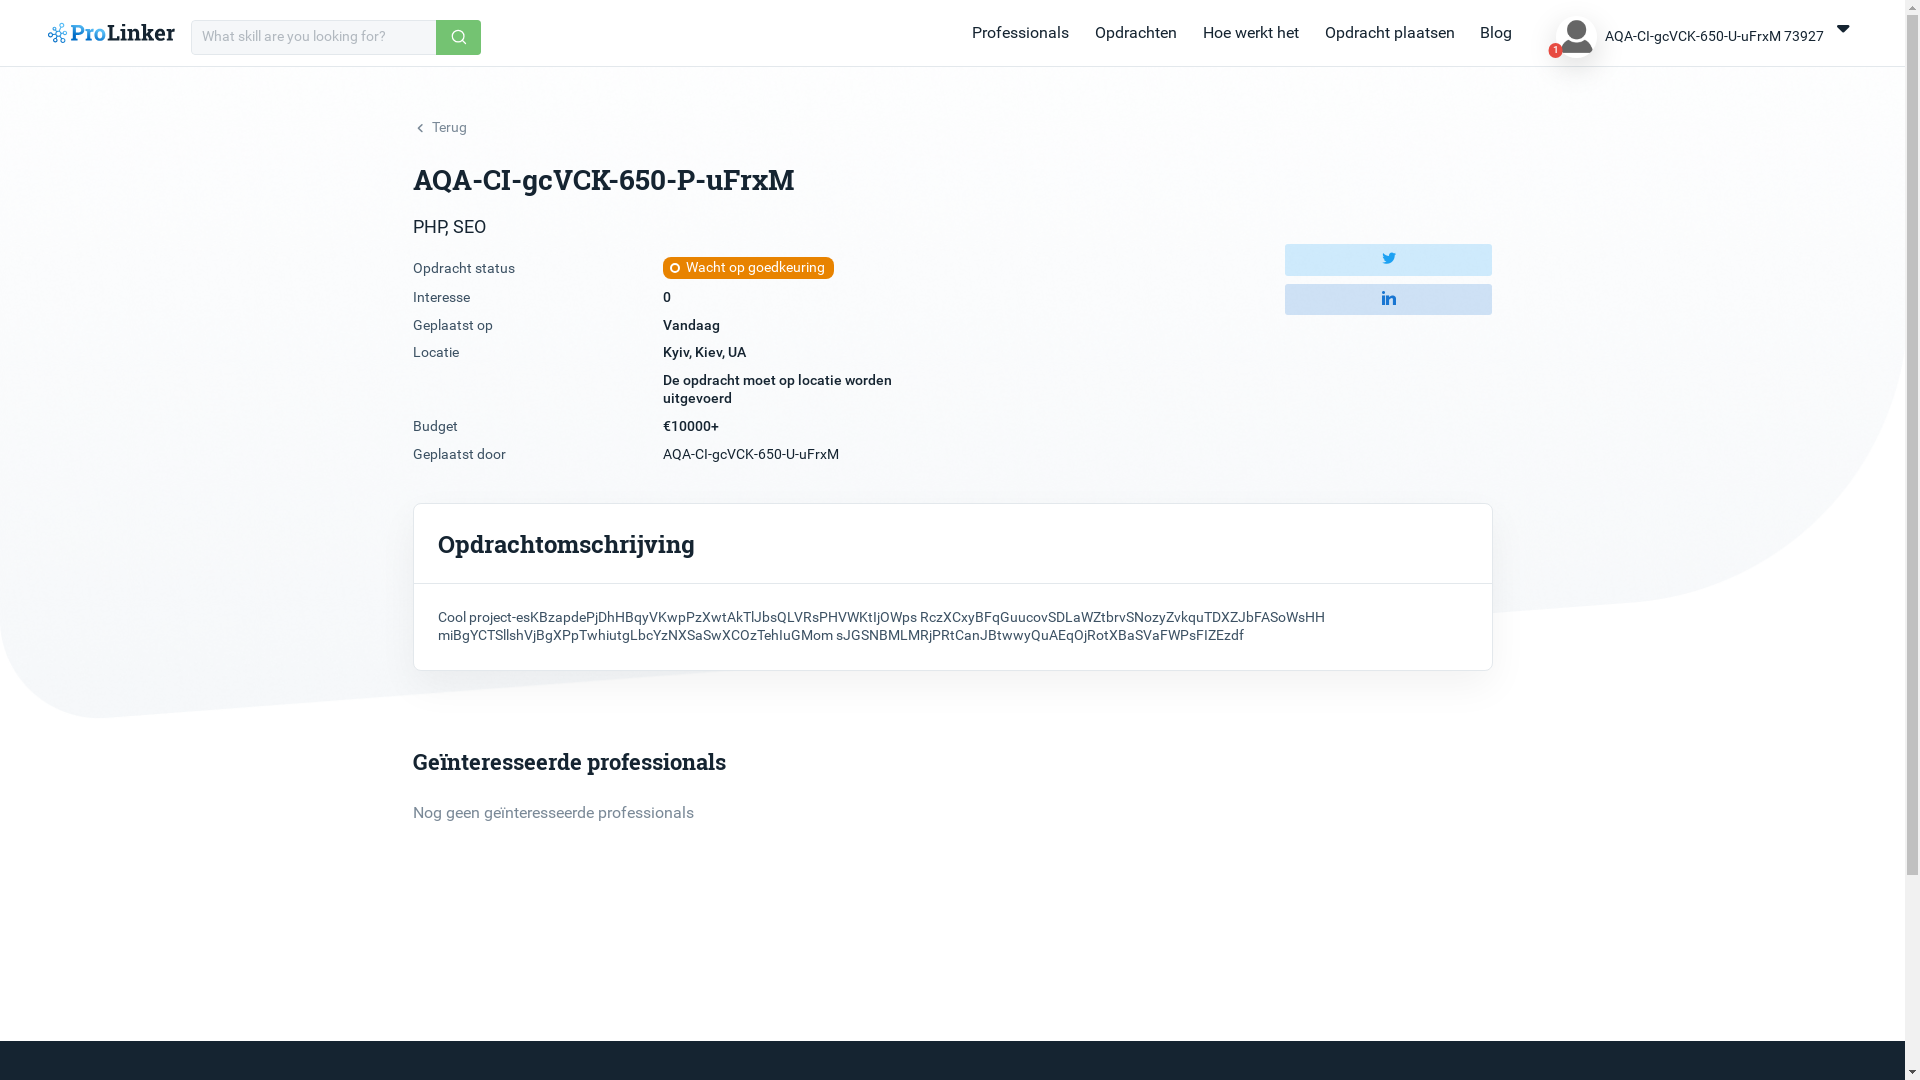 ProLinker
What skill are you looking for?
Professionals
Opdrachten
Hoe werkt het
Opdracht plaatsen
Blog
1
AQA-CI-gcVCK-650-U-uFrxM 73927
Terug
AQA-CI-gcVCK-650-P-uFrxM
PHP, SEO
Opdracht status
Wacht op goedkeuring
Interesse
0
Geplaatst op
Vandaag
Locatie
Kyiv, Kiev, UA
De opdracht moet op locatie worden
uitgevoerd
Budget
€10000+
Geplaatst door
AQA-CI-gcVCK-650-U-uFrxM
Opdrachtomschrijving
Cool project-esKBzapdePjDhHBqyVKwpPzXwtAkTlJbsQLVRsPHVWKtIjOWps RczXCxyBFqGuucovSDLaWZtbrvSNozyZvkquTDXZJbFASoWsHH
miBgYCTSllshVjBgXPpTwhiutgLbcYzNXSaSwXCOzTehIuGMom sJGSNBMLMRjPRtCanJBtwwyQuAEqOjRotXBaSVaFWPsFIZEzdf
Geïnteresseerde professionals
Nog geen geïnteresseerde professionals